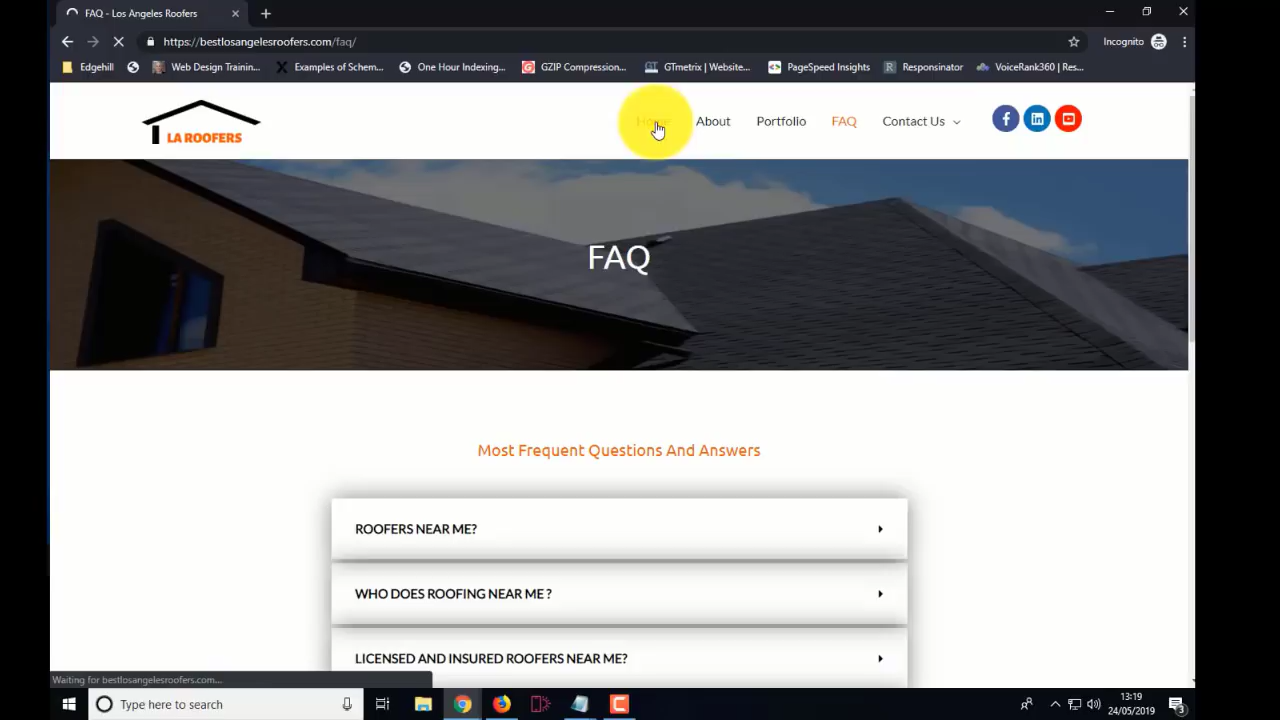 FAQ - Los Angeles Roofers
https://bestlosangelesroofers.com/faq/
Incognito
Edgehill
Web Design Trainin...
Examples of Schem...
One Hour Indexing...
GZIP Compression...
GTmetrix | Website...
PageSpeed Insights
Responsinator
VoiceRank360 | Res...
LA ROOFERS
Home
About
Portfolio
FAQ
Contact Us
FAQ
Most Frequent Questions And Answers
ROOFERS NEAR ME?
WHO DOES ROOFING NEAR ME ?
LICENSED AND INSURED ROOFERS NEAR ME?
Waiting for bestlosangelesroofers.com...
Type here to search
13:19
24/05/2019
3